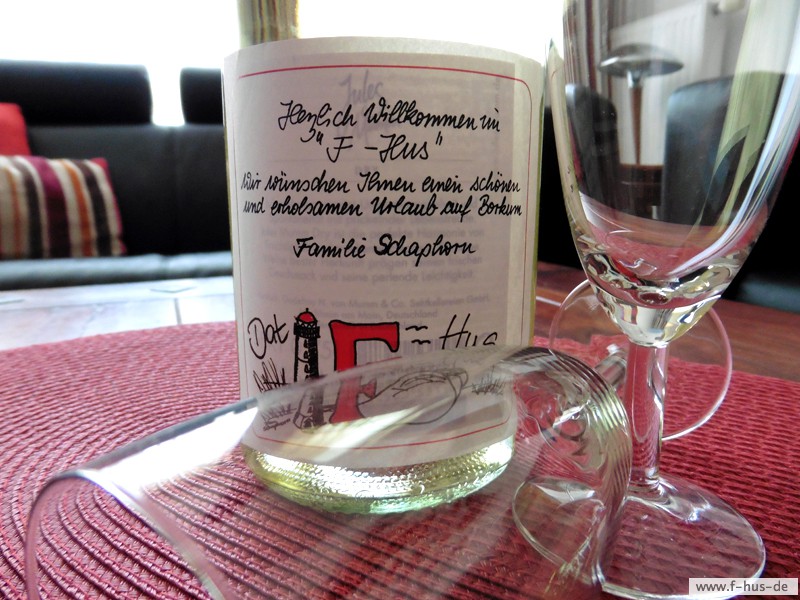 Herzlich Willkommen im
"F-Hus"
Wir wünschen Ihnen einen schönen
und erholsamen Urlaub auf Borkum
Familie Schaphorn
Dat F-Hus
www.f-hus-de